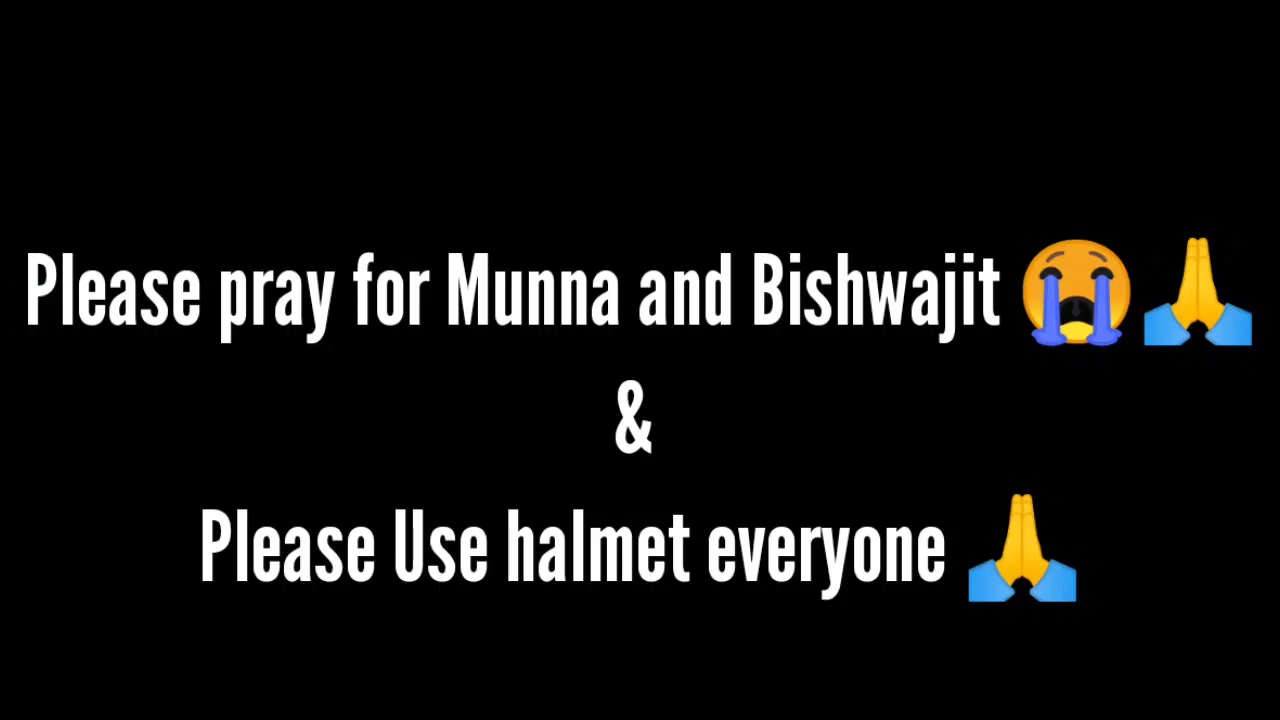 Please pray for Munna and Bishwajit 😭🙏
&
Please Use halmet everyone 🙏